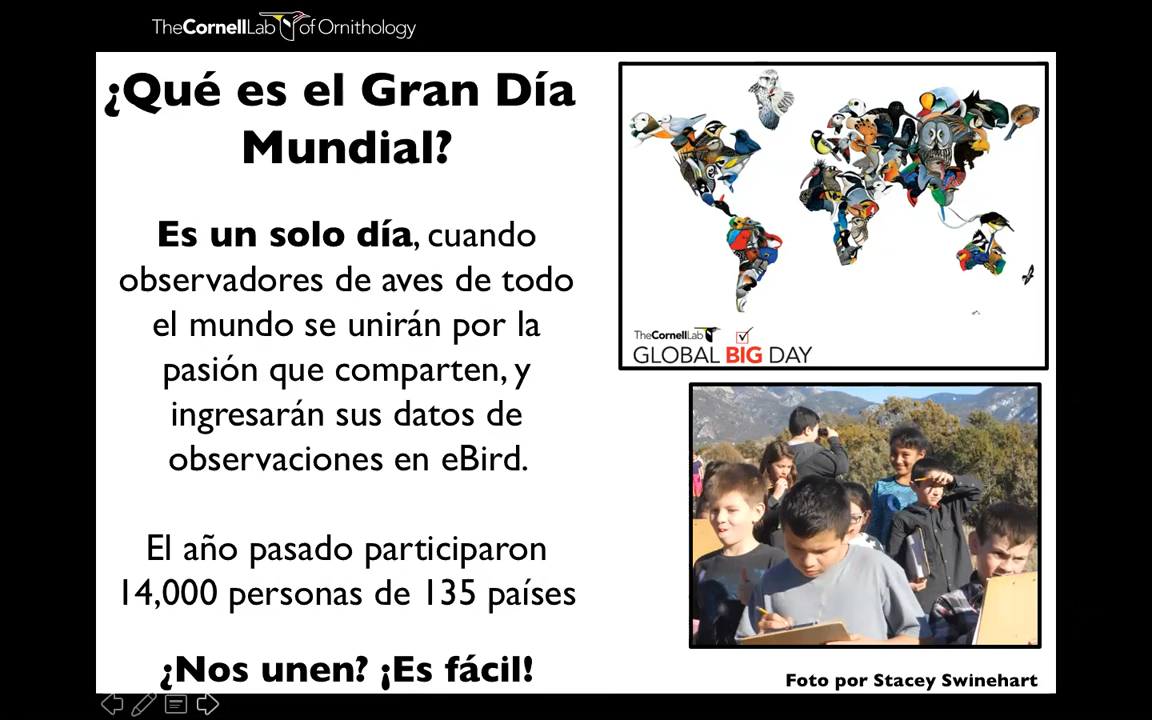 TheCornellLab of Ornithology
¿Qué es el Gran Día
Mundial?
Es un solo día, cuando
observadores de aves de todo
el mundo se unirán por la
pasión que comparten, y
ingresarán sus datos de
observaciones en eBird.
El año pasado participaron
14,000 personas de 135 países
¿Nos unen? ¡Es fácil!
TheCornellLab
GLOBAL BIG DAY
Foto por Stacey Swinehart